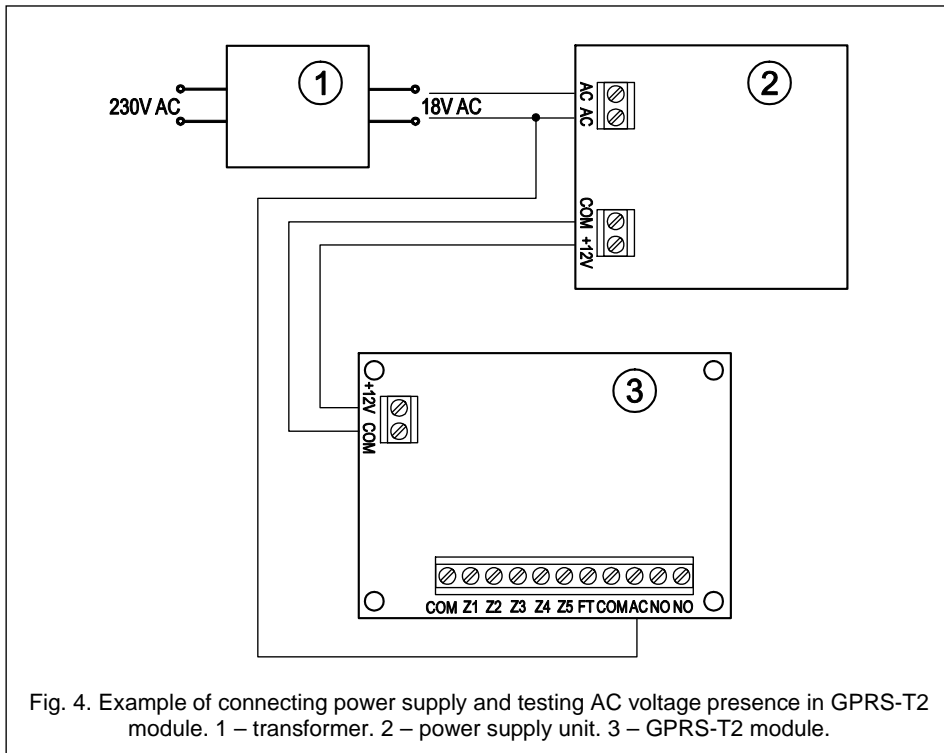 1
2
230V AC
18V AC
AC
AC
COM
+12V
3
+12V
COM
COM Z1 Z2 Z3 Z4 Z5 FT COM AC NO NO
Fig. 4. Example of connecting power supply and testing AC voltage presence in GPRS-T2
module. 1 – transformer. 2 – power supply unit. 3 – GPRS-T2 module.